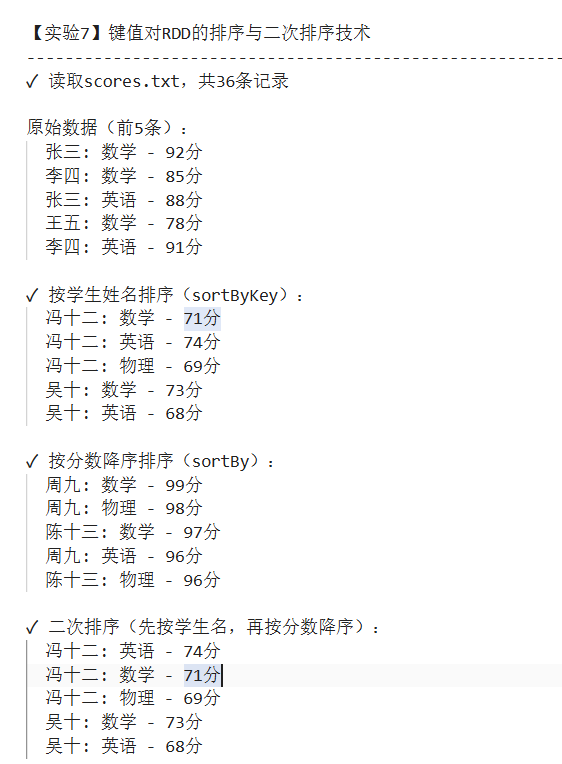 【实验7】键值对RDD的排序与二次排序技术
--------------------------------------------------------
✓ 读取scores.txt，共36条记录
原始数据（前5条）：
张三: 数学 - 92分
李四: 数学 - 85分
张三: 英语 - 88分
王五: 数学 - 78分
李四: 英语 - 91分
✓ 按学生姓名排序（sortByKey）：
冯十二: 数学 - 71分
冯十二: 英语 - 74分
冯十二: 物理 - 69分
吴十: 数学 - 73分
吴十: 英语 - 68分
✓ 按分数降序排序（sortBy）：
周九: 数学 - 99分
周九: 物理 - 98分
陈十三: 数学 - 97分
周九: 英语 - 96分
陈十三: 物理 - 96分
✓ 二次排序（先按学生名，再按分数降序）：
冯十二: 英语 - 74分
冯十二: 数学 - 71分
冯十二: 物理 - 69分
吴十: 数学 - 73分
吴十: 英语 - 68分